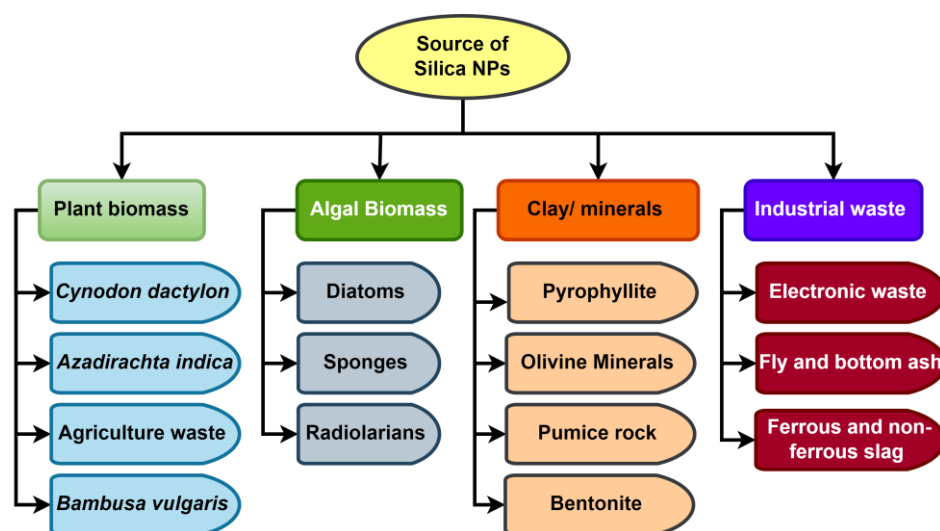 Source of
Silica NPs
Plant biomass
Algal Biomass
Clay/ minerals
Industrial waste
Cynodon dactylon
Diatoms
Pyrophyllite
Electronic waste
Azadirachta indica
Sponges
Olivine Minerals
Fly and bottom ash
Agriculture waste
Radiolarians
Pumice rock
Ferrous and non-
ferrous slag
Bambusa vulgaris
Bentonite